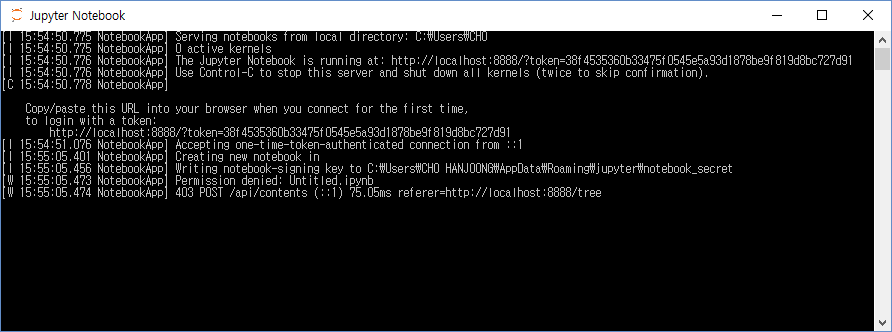 Jupyter Notebook
[I 15:54:50.775 NotebookApp] Serving notebooks from local directory: C:₩Users₩CHO
[I 15:54:50.775 NotebookApp] 0 active kernels
[I 15:54:50.776 NotebookApp] The Jupyter Notebook is running at: http://localhost:8888/?token=38f4535360b33475f0545e5a93d1878be9f819d8bc727d91
[I 15:54:50.776 NotebookApp] Use Control-C to stop this server and shut down all kernels (twice to skip confirmation).
[C 15:54:50.778 NotebookApp]
Copy/paste this URL into your browser when you connect for the first time,
to login with a token:
http://localhost:8888/?token=38f4535360b33475f0545e5a93d1878be9f819d8bc727d91
[I 15:54:51.076 NotebookApp] Accepting one-time-token-authenticated connection from ::1
[I 15:55:05.401 NotebookApp] Creating new notebook in
[I 15:55:05.456 NotebookApp] Writing notebook-signing key to C:₩Users₩CHO HANJOONG₩AppData₩Roaming₩jupyter₩notebook_secret
[W 15:55:05.473 NotebookApp] Permission denied: Untitled.ipynb
[W 15:55:05.474 NotebookApp] 403 POST /api/contents (::1) 75.05ms referer=http://localhost:8888/tree